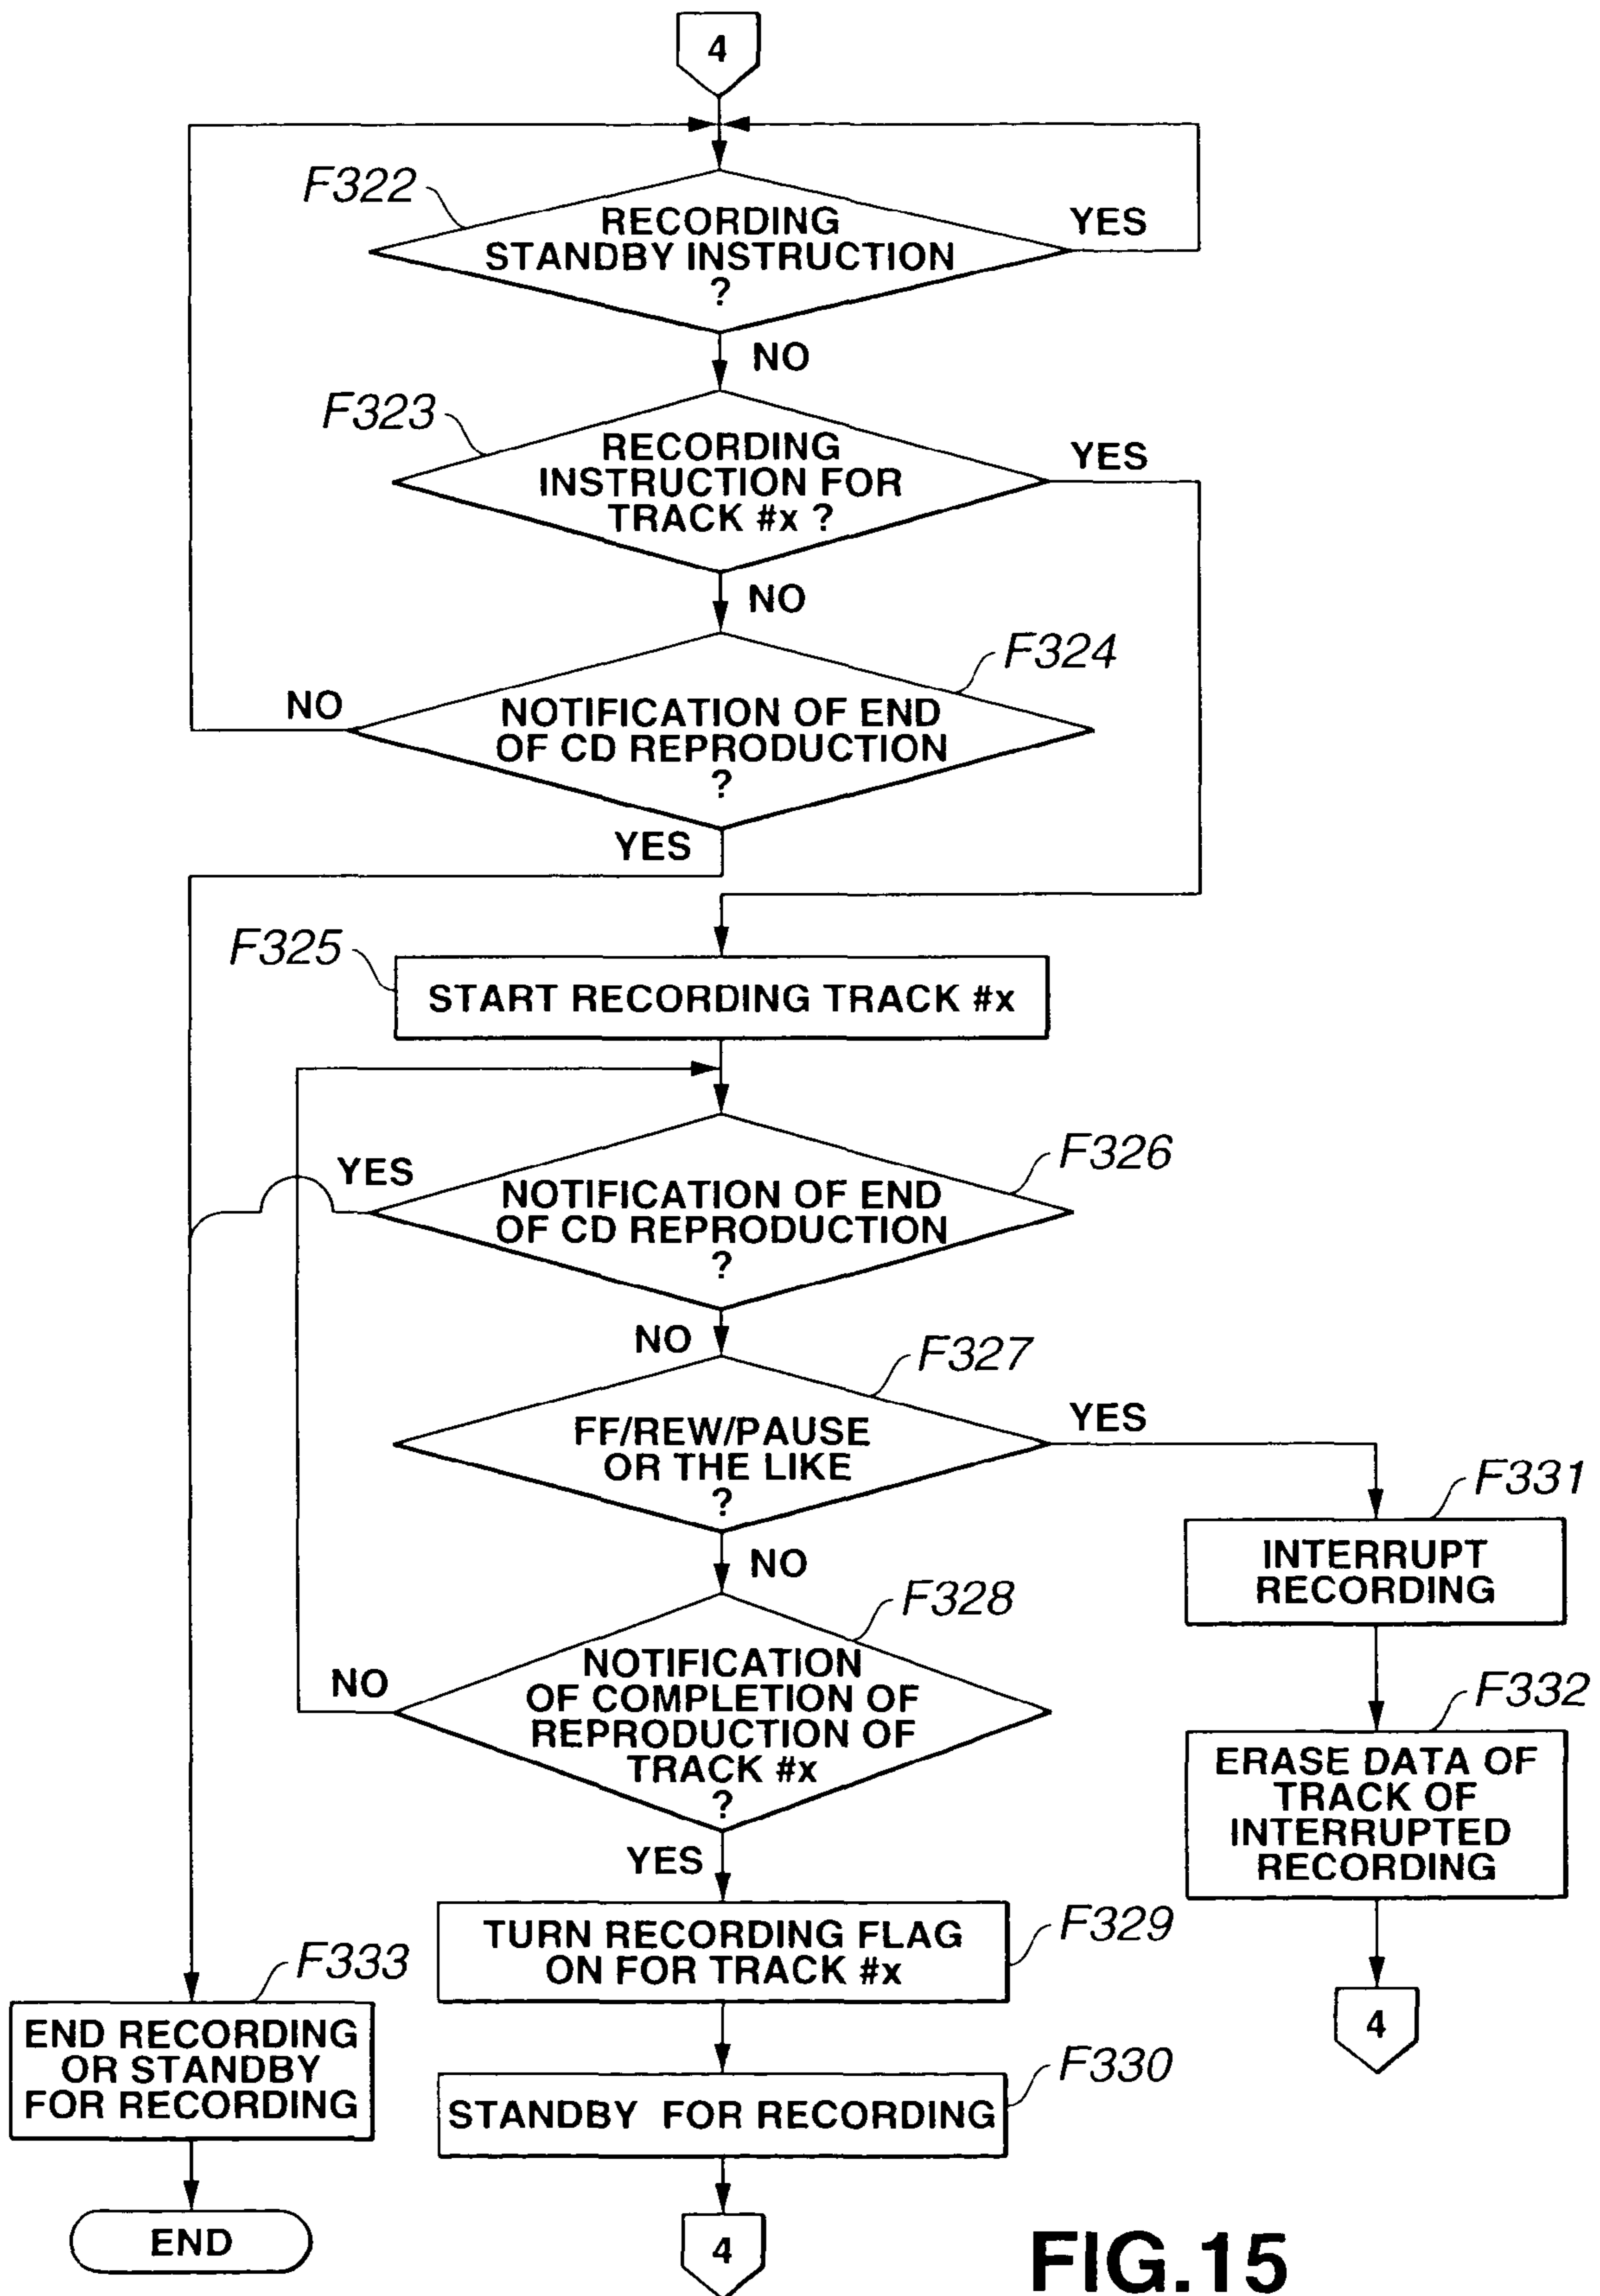 4
F322
RECORDING
STANDBY INSTRUCTION
?
YES
NO
F323
RECORDING
INSTRUCTION FOR
TRACK #x ?
YES
NO
F324
NOTIFICATION OF END
OF CD REPRODUCTION
?
NO
YES
F325
START RECORDING TRACK #x
F326
YES
NOTIFICATION OF END
OF CD REPRODUCTION
?
NO
F327
FF/REW/PAUSE
OR THE LIKE
?
YES
NO
F331
INTERRUPT
RECORDING
F328
NOTIFICATION
OF COMPLETION OF
REPRODUCTION OF
TRACK #x
?
NO
YES
F332
ERASE DATA OF
TRACK OF
INTERRUPTED
RECORDING
4
F329
TURN RECORDING FLAG
ON FOR TRACK #x
F333
END RECORDING
OR STANDBY
FOR RECORDING
F330
STANDBY FOR RECORDING
END
4
FIG.15